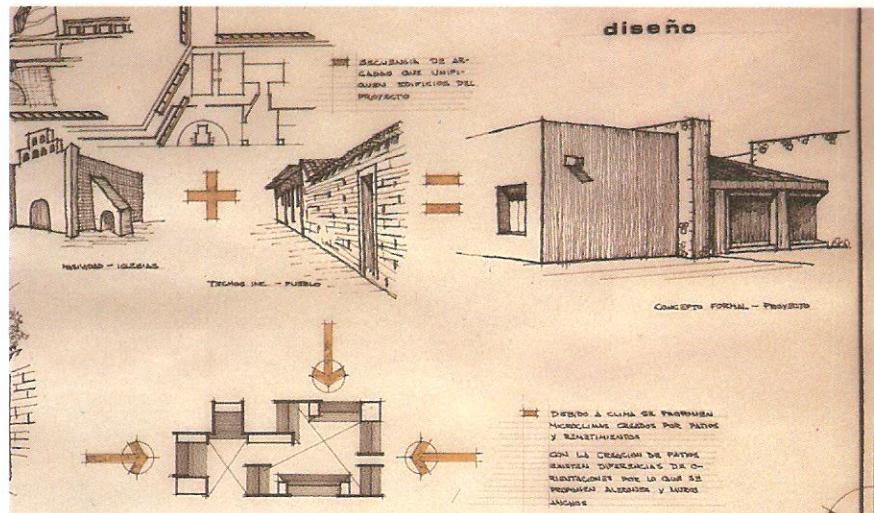 diseño
SECUENCIA DE AR-
CADAS QUE UNIFI-
QUEN EDIFICIOS DEL
PROYECTO
MASIVIDAD - IGLESIAS
TECHOS INC. - PUEBLO
CONCEPTO FORMAL - PROYECTO
DEBIDO A CLIMA SE PROPONEN
MICROCLIMAS CREADOS POR PATIOS
Y REMETIMIENTOS
CON LA CREACION DE PATIOS
EXISTEN DIFERENCIAS DE O-
RIENTACIONES POR LO QUE SE
PROPONEN ALERONES Y MUROS
ANCHOS